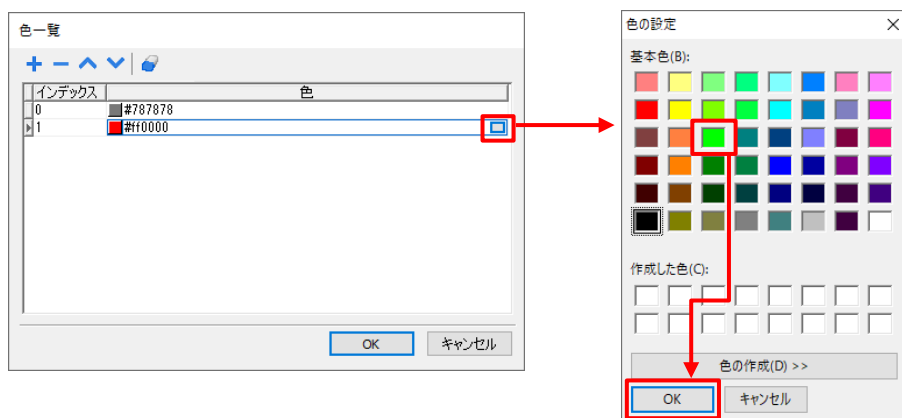 色一覧
インデックス 色
0 #787878
1 #ff0000
OK キャンセル
色の設定
基本色(B):
作成した色(C):
色の作成(D) >>
OK キャンセル